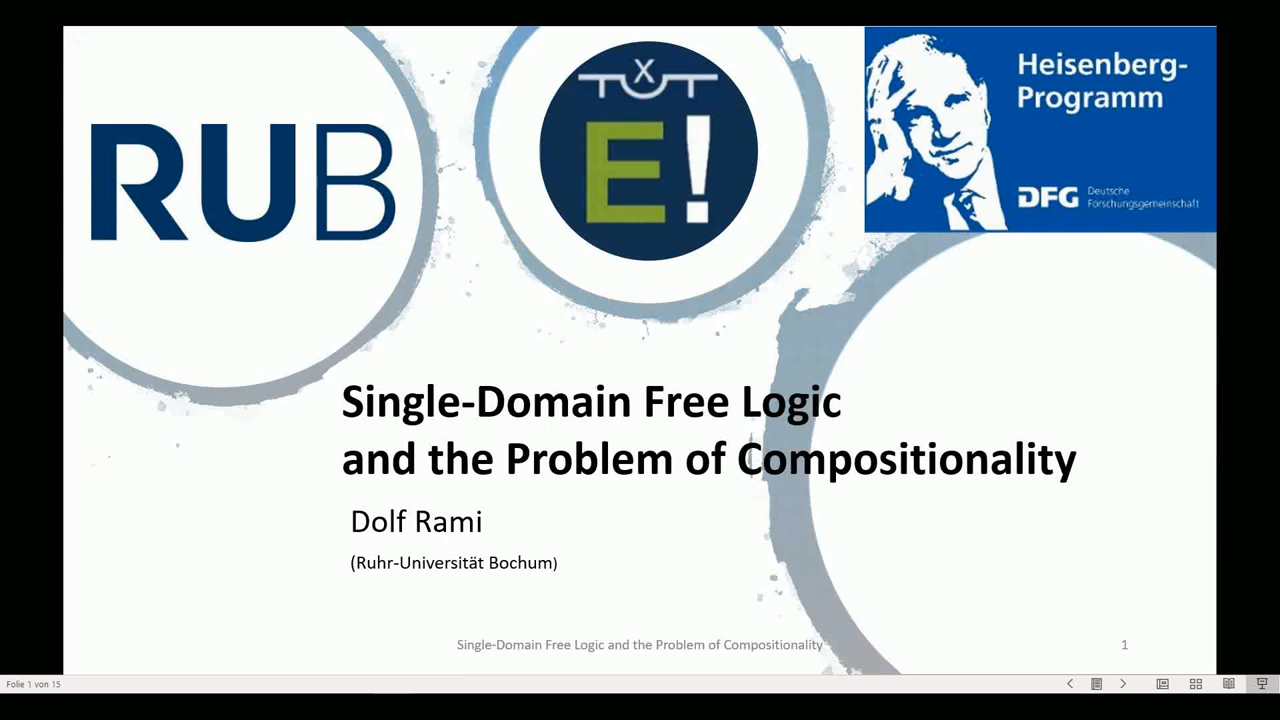 RUB
X
E!
Heisenberg-
Programm
DFG Deutsche
Forschungsgemeinschaft
Single-Domain Free Logic
and the Problem of Compositionality
Dolf Rami
(Ruhr-Universität Bochum)
Single-Domain Free Logic and the Problem of Compositionality 1
Folie 1 von 15